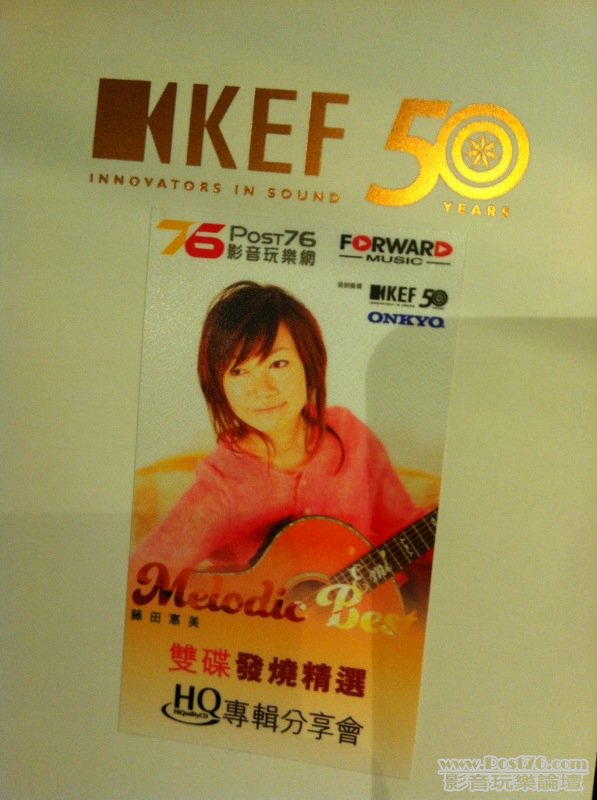 KEF 50
INNOVATORS IN SOUND YEARS
76 Post76
影音玩樂網
FORWARD
MUSIC
KEF 50
ONKYO
Melodic Best
藤田惠美
雙碟發燒精選
HQ
HiQualityCD
專輯分享會
www.Post76.com
影音玩樂論壇